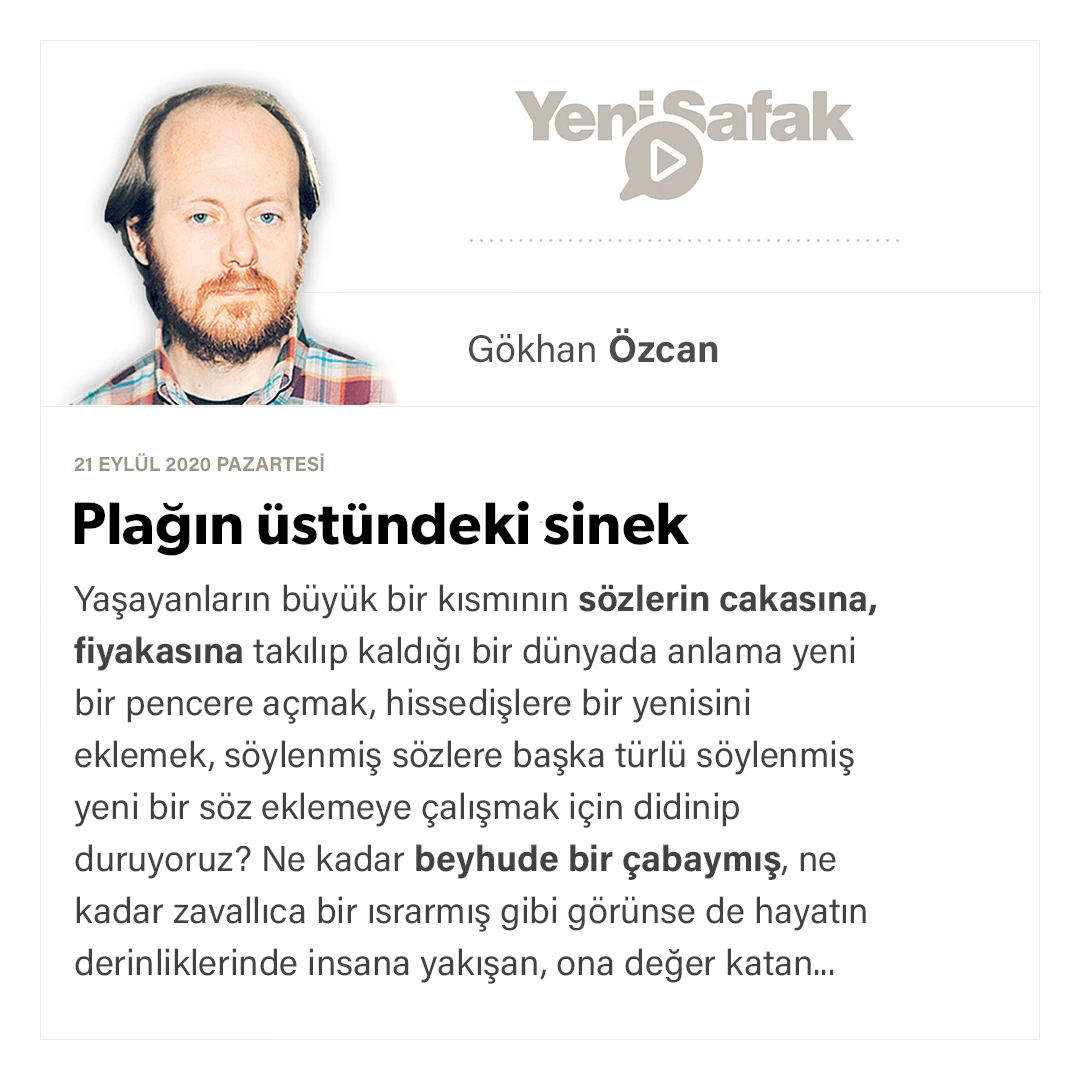 Yeni Şafak
Gökhan Özcan
21 EYLÜL 2020 PAZARTESİ
Plağın üstündeki sinek
Yaşayanların büyük bir kısmının sözlerin cakasına,
fiyakasına takılıp kaldığı bir dünyada anlama yeni
bir pencere açmak, hissedişlere bir yenisini
eklemek, söylenmiş sözlere başka türlü söylenmiş
yeni bir söz eklemeye çalışmak için didinip
duruyoruz? Ne kadar beyhude bir çabaymış, ne
kadar zavallıca bir ısrarmış gibi görünse de hayatın
derinliklerinde insana yakışan, ona değer katan...